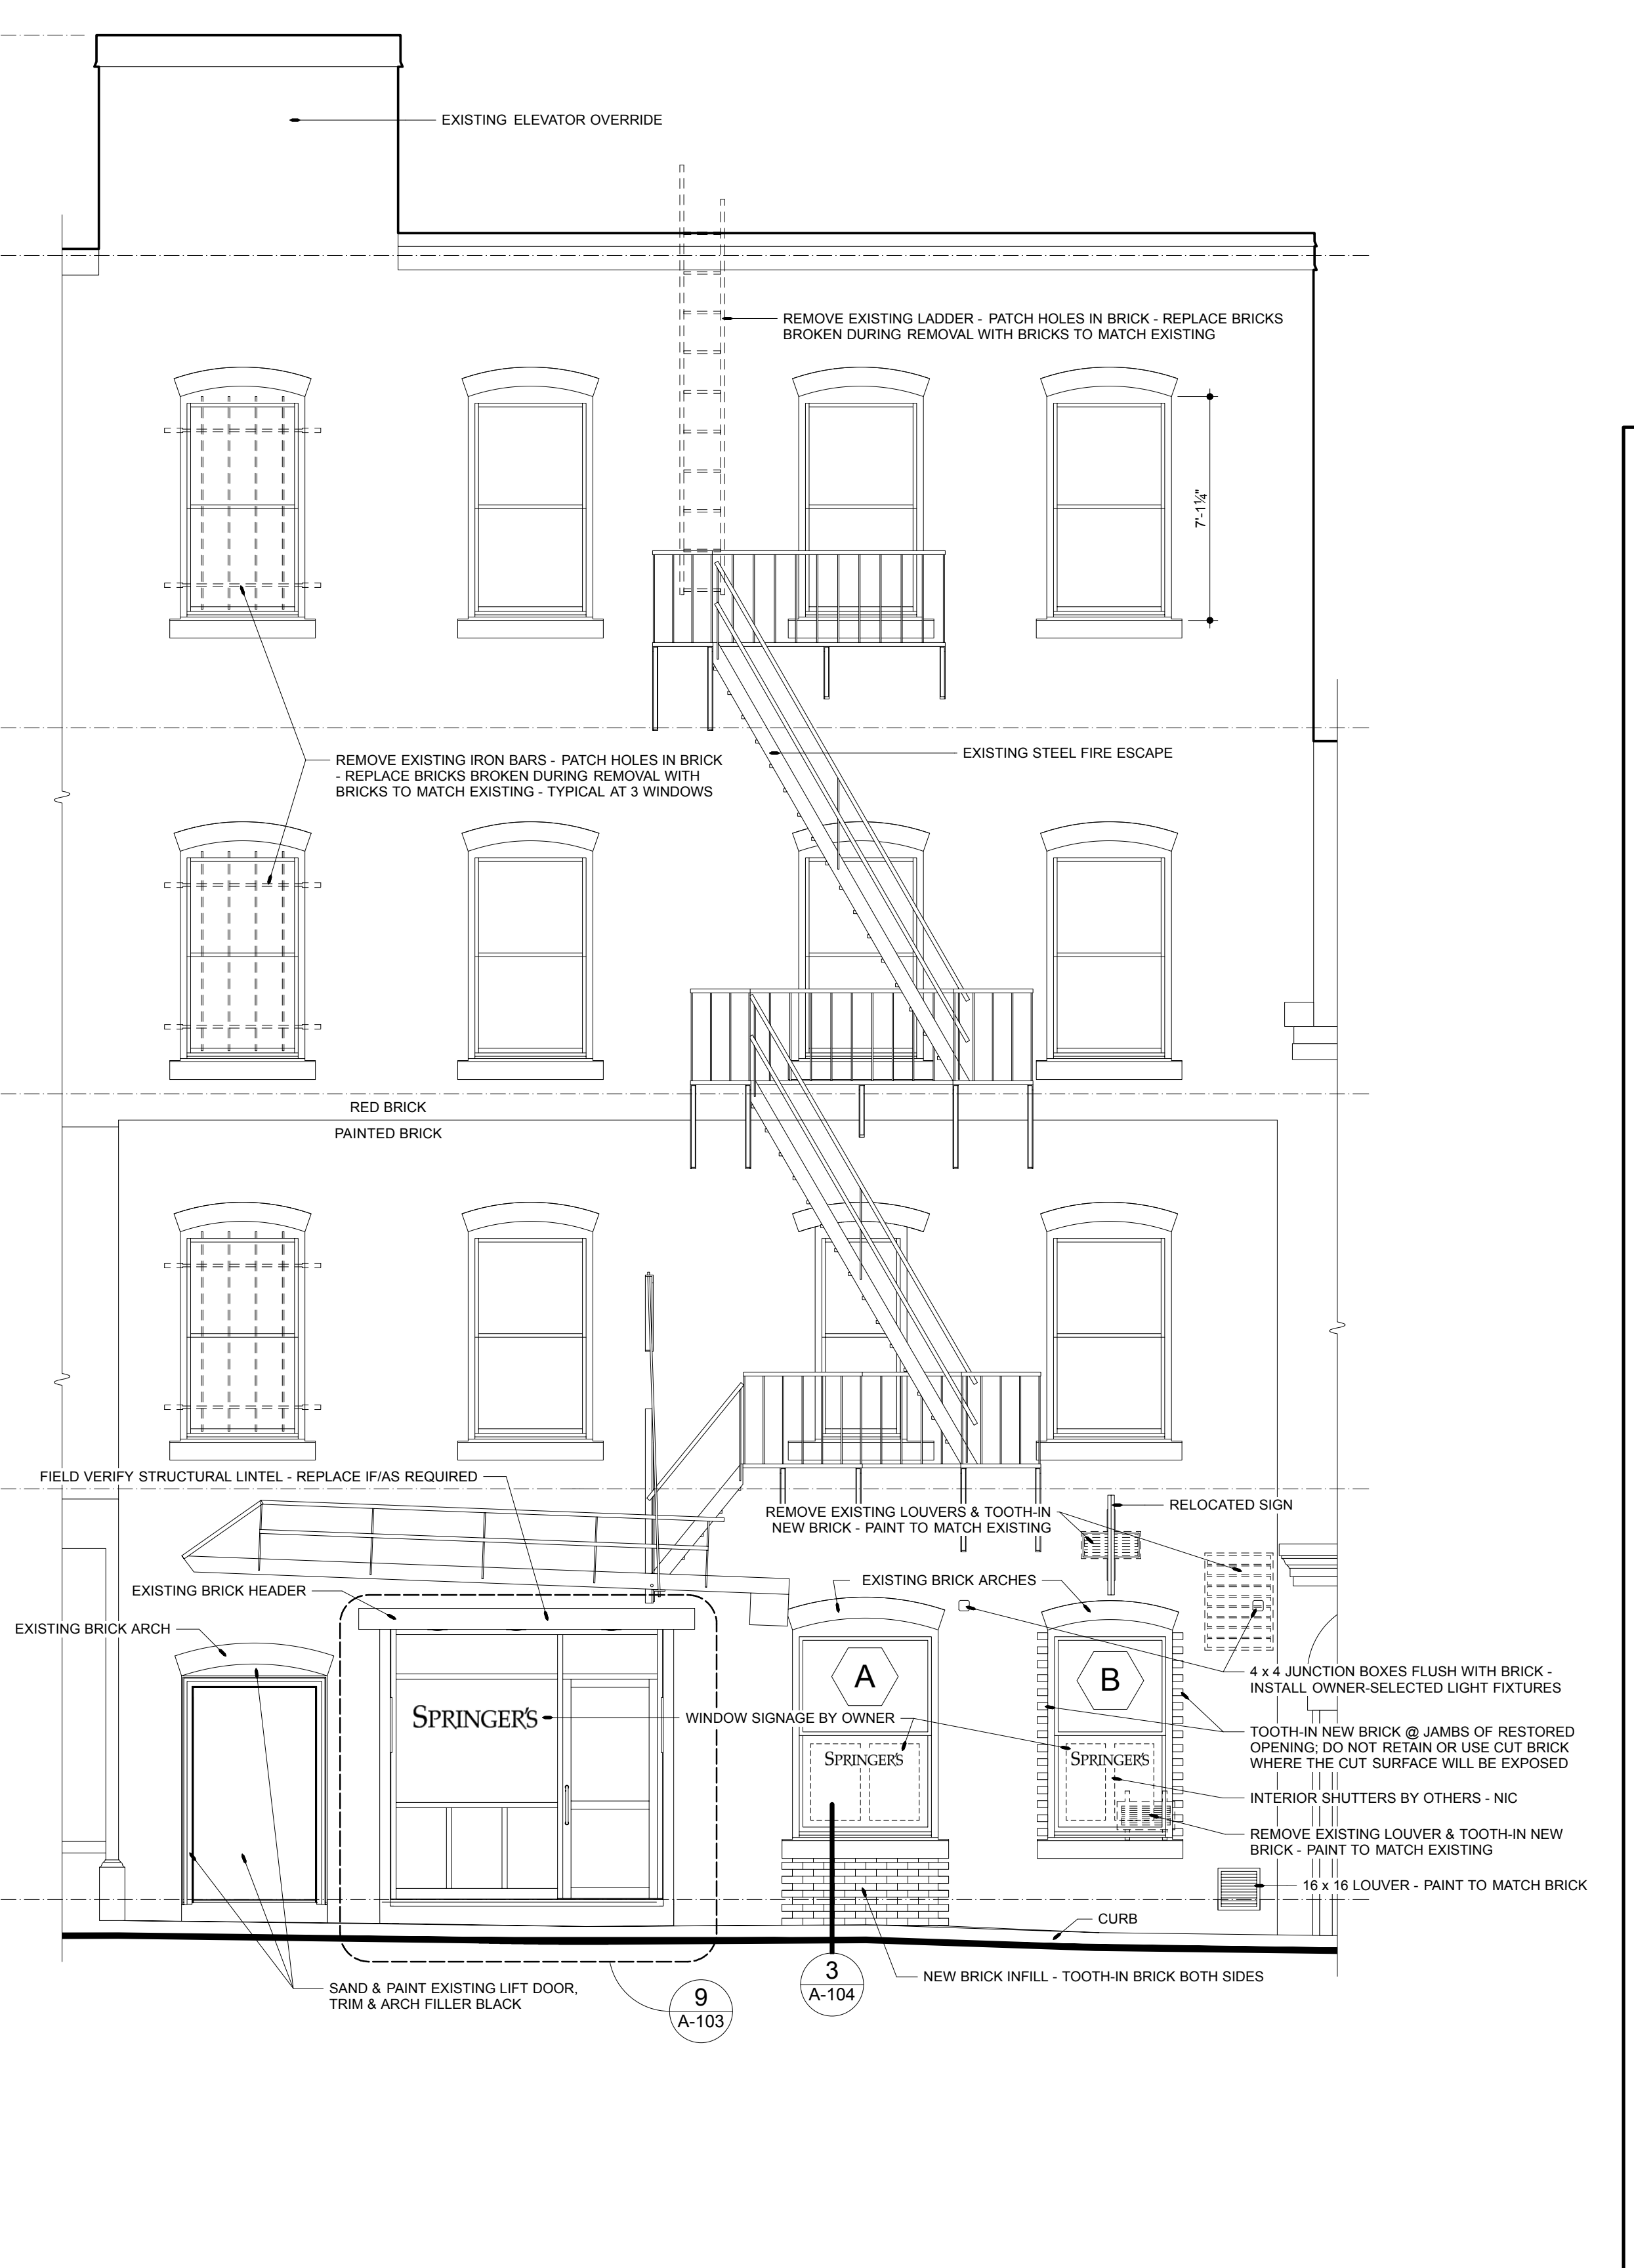 EXISTING ELEVATOR OVERRIDE
REMOVE EXISTING LADDER - PATCH HOLES IN BRICK - REPLACE BRICKS
BROKEN DURING REMOVAL WITH BRICKS TO MATCH EXISTING
7'-1¼"
REMOVE EXISTING IRON BARS - PATCH HOLES IN BRICK
- REPLACE BRICKS BROKEN DURING REMOVAL WITH
BRICKS TO MATCH EXISTING - TYPICAL AT 3 WINDOWS
EXISTING STEEL FIRE ESCAPE
RED BRICK
PAINTED BRICK
FIELD VERIFY STRUCTURAL LINTEL - REPLACE IF/AS REQUIRED
REMOVE EXISTING LOUVERS & TOOTH-IN
NEW BRICK - PAINT TO MATCH EXISTING
RELOCATED SIGN
EXISTING BRICK HEADER
EXISTING BRICK ARCHES
EXISTING BRICK ARCH
A
B
4 x 4 JUNCTION BOXES FLUSH WITH BRICK -
INSTALL OWNER-SELECTED LIGHT FIXTURES
SPRINGER'S
WINDOW SIGNAGE BY OWNER
SPRINGER'S
SPRINGER'S
TOOTH-IN NEW BRICK @ JAMBS OF RESTORED
OPENING; DO NOT RETAIN OR USE CUT BRICK
WHERE THE CUT SURFACE WILL BE EXPOSED
INTERIOR SHUTTERS BY OTHERS - NIC
REMOVE EXISTING LOUVER & TOOTH-IN NEW
BRICK - PAINT TO MATCH EXISTING
16 x 16 LOUVER - PAINT TO MATCH BRICK
CURB
NEW BRICK INFILL - TOOTH-IN BRICK BOTH SIDES
SAND & PAINT EXISTING LIFT DOOR,
TRIM & ARCH FILLER BLACK
9
A-103
3
A-104